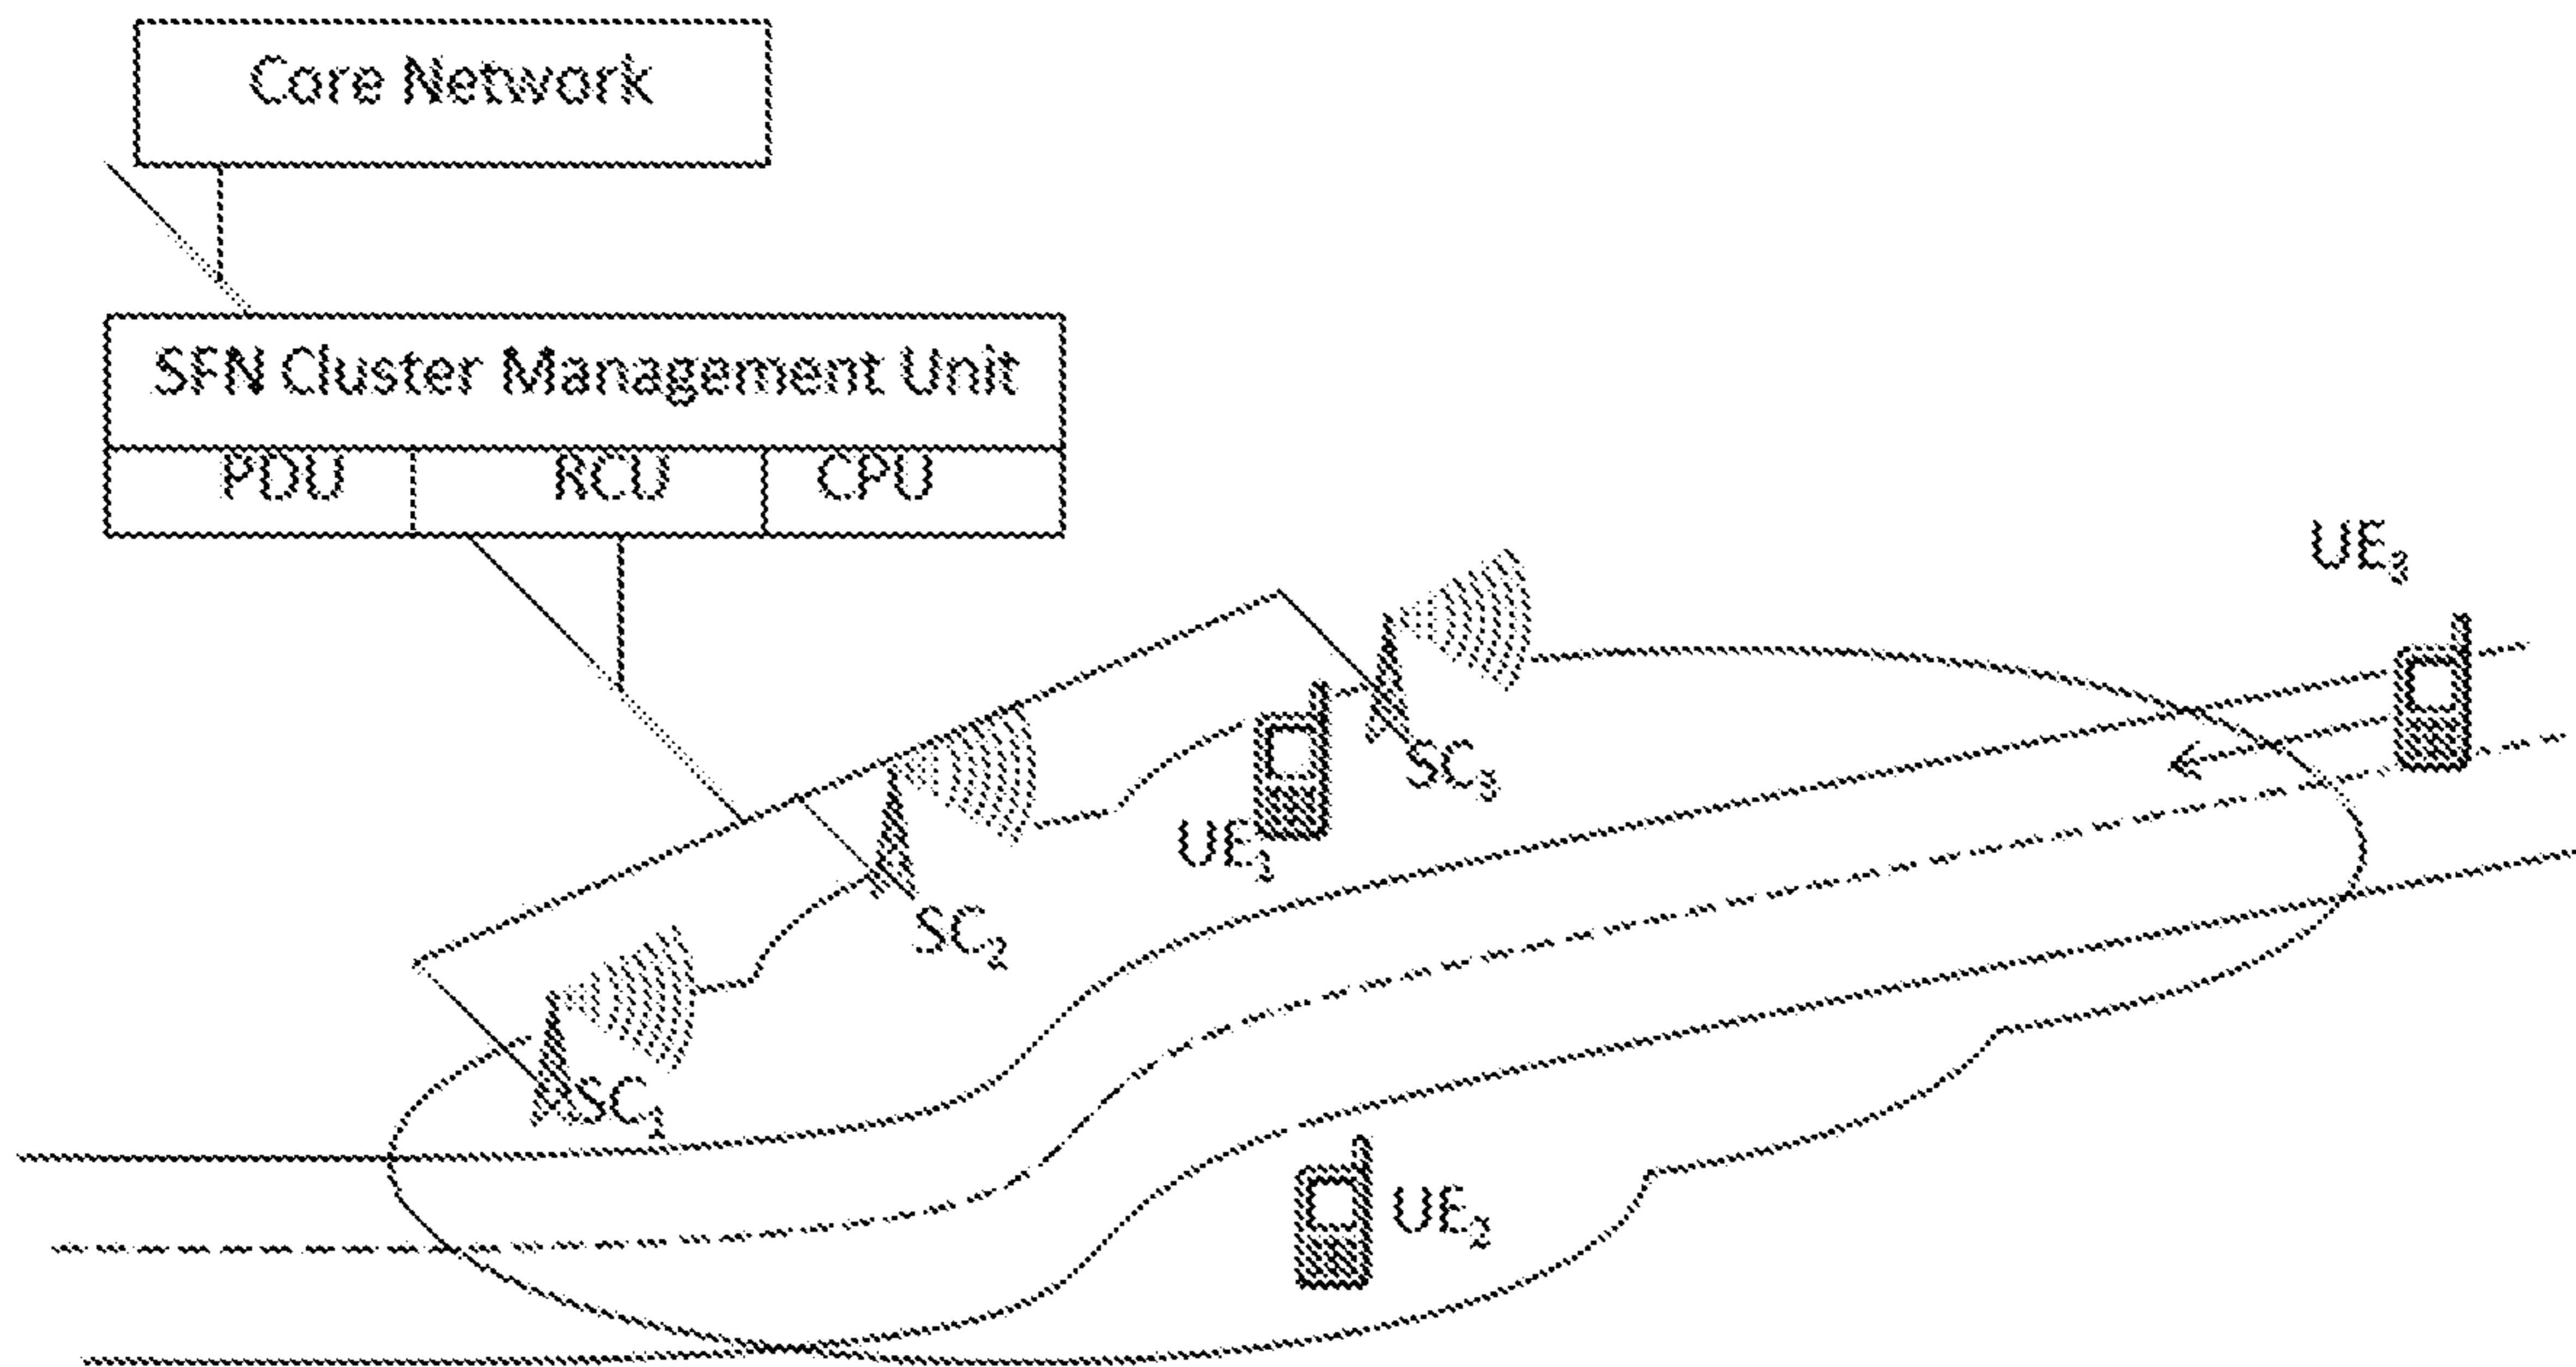 Core Network
SFN Cluster Management Unit
PDU RCU CPU
UE₃
SC₃
UE₁
SC₂
SC₁
UE₂